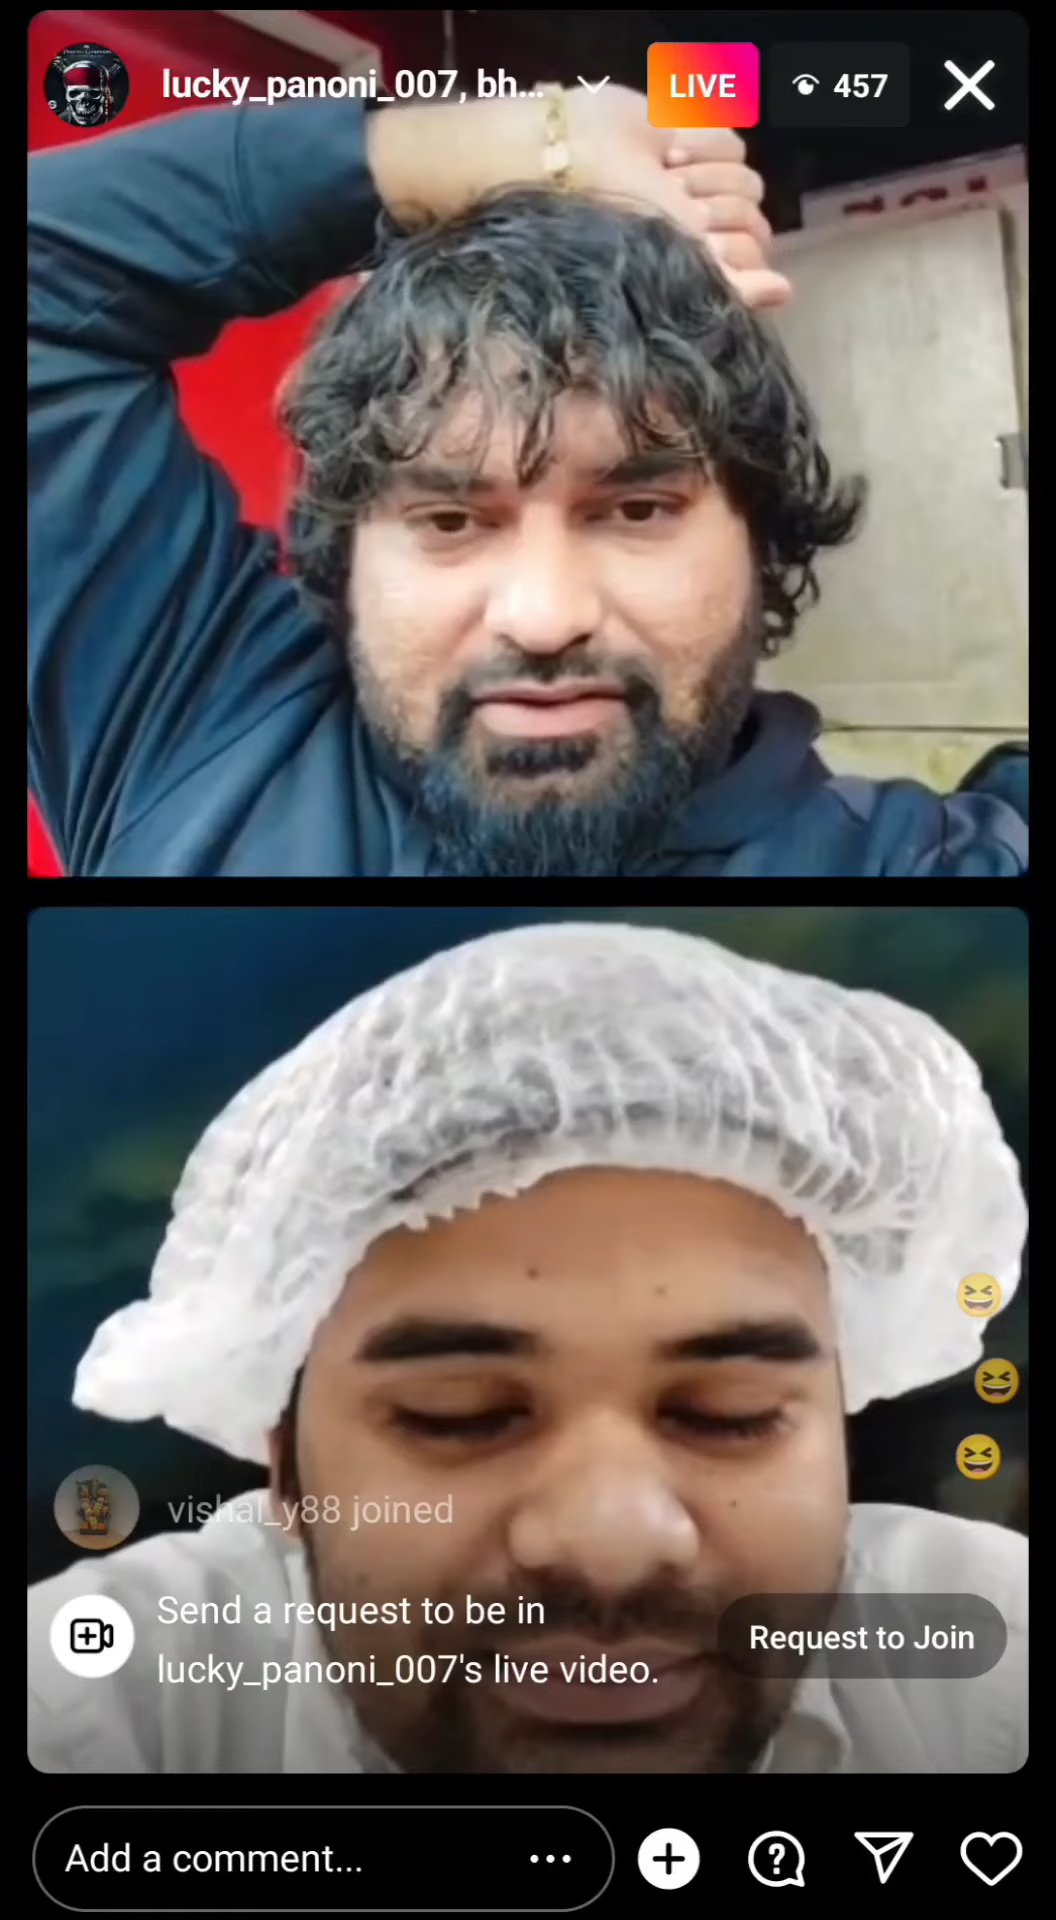 lucky_panoni_007, bh...
LIVE
457
vishal_y88 joined
Send a request to be in
lucky_panoni_007's live video.
Request to Join
Add a comment...